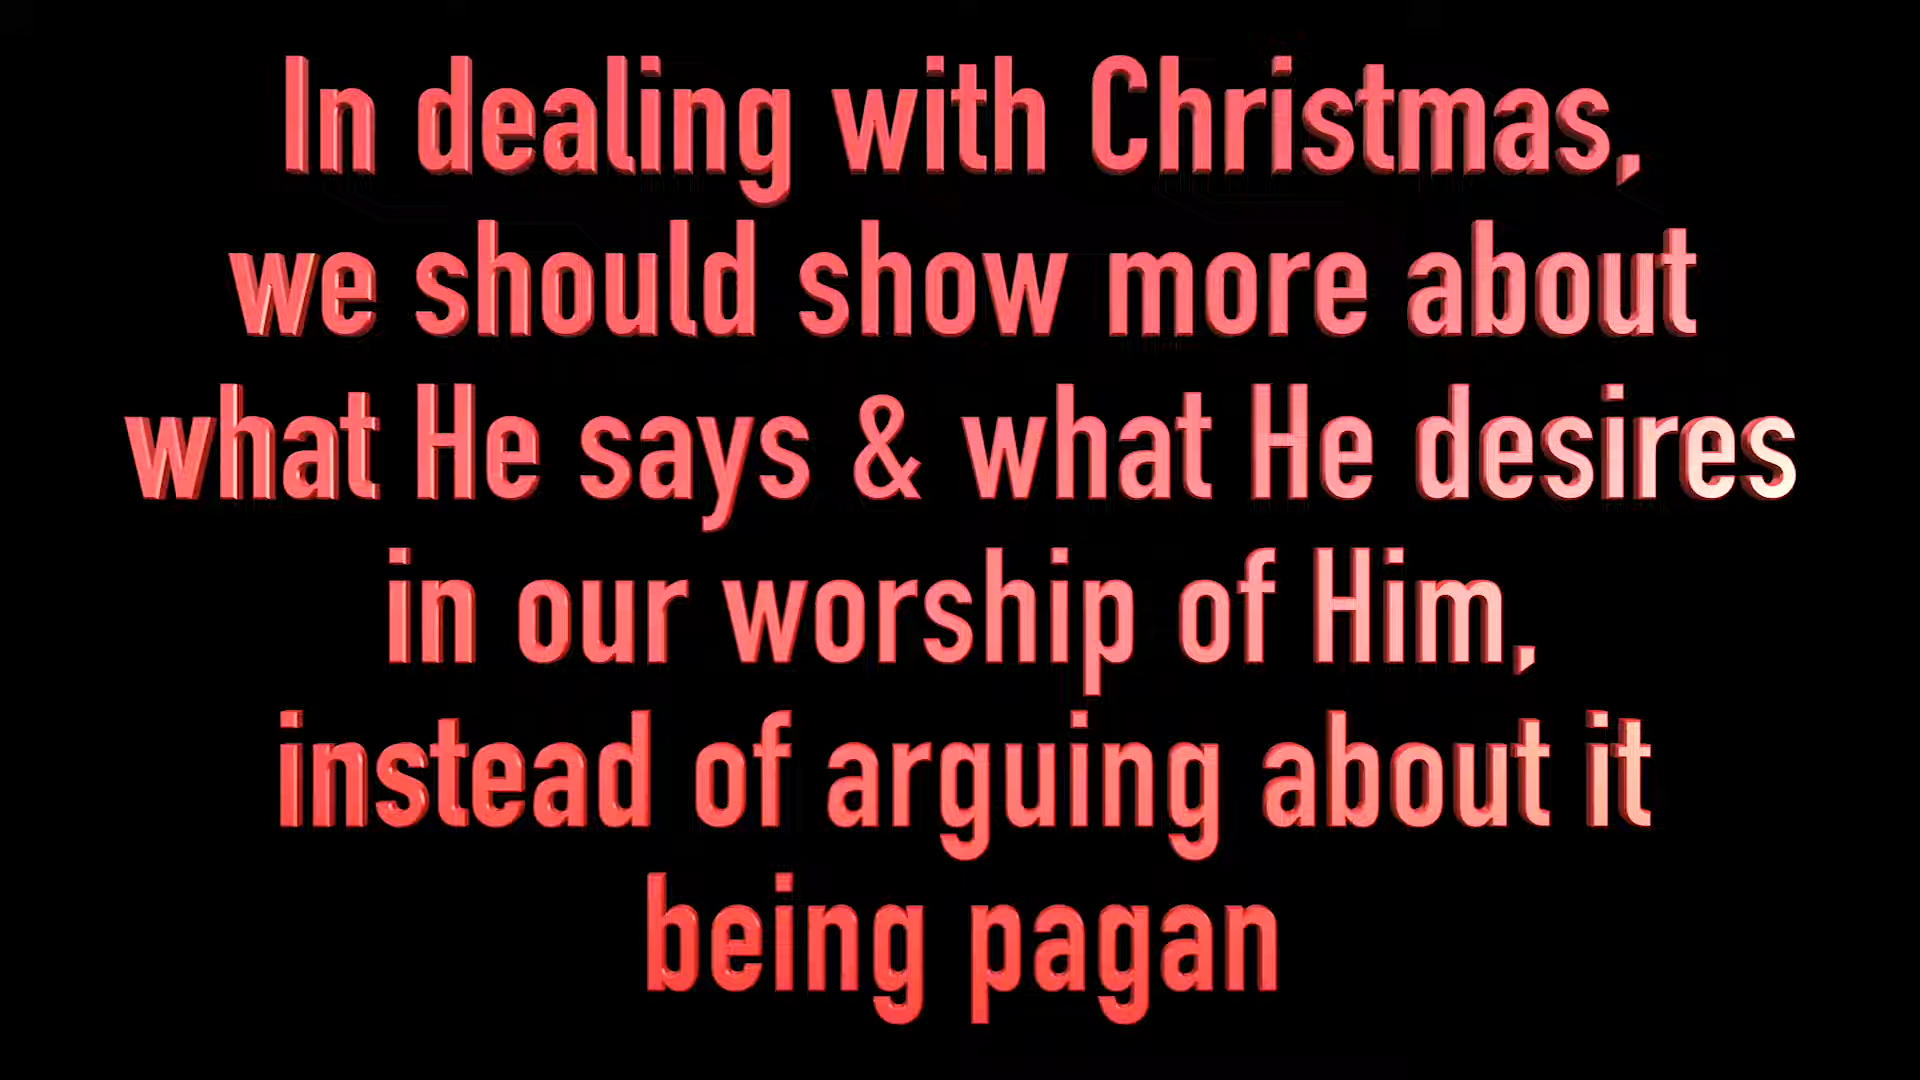 In dealing with Christmas,
we should show more about
what He says & what He desires
in our worship of Him,
instead of arguing about it
being pagan